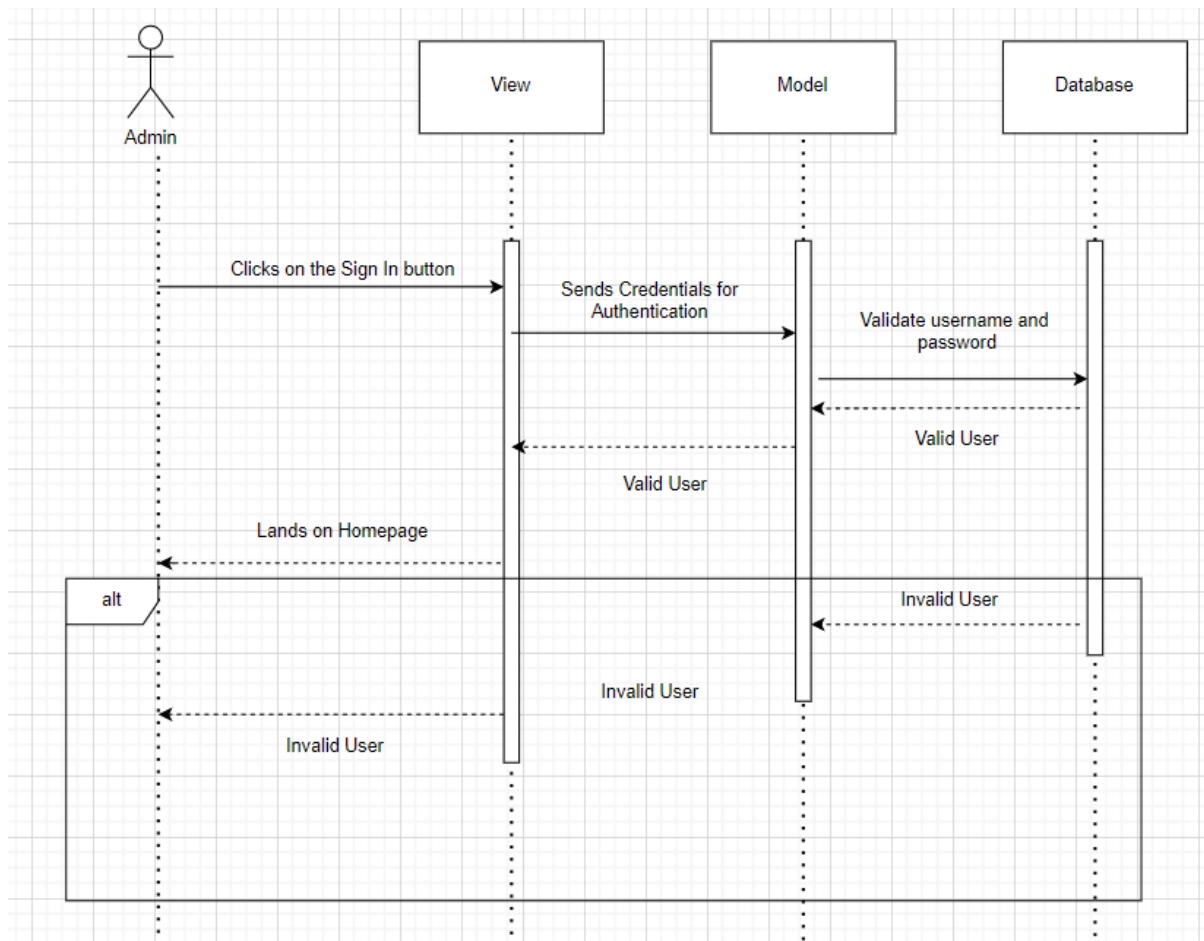 View
Model
Database
Admin
Clicks on the Sign In button
Sends Credentials for
Authentication
Validate username and
password
Valid User
Valid User
Lands on Homepage
alt
Invalid User
Invalid User
Invalid User